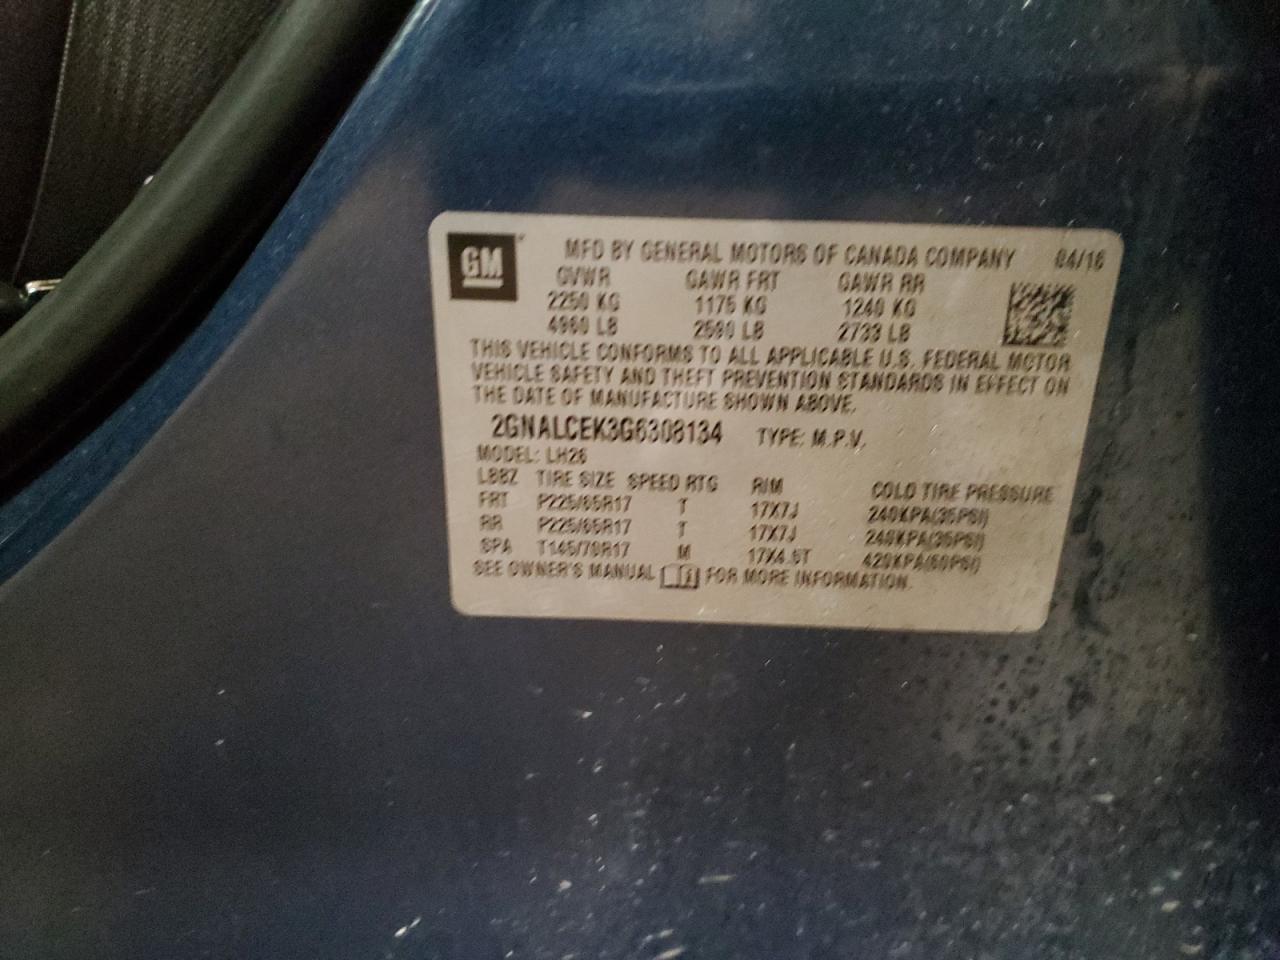 GM MFD BY GENERAL MOTORS OF CANADA COMPANY 04/16
GVWR GAWR FRT GAWR RR
2250 KG 1175 KG 1240 KG
4960 LB 2590 LB 2733 LB
THIS VEHICLE CONFORMS TO ALL APPLICABLE U.S. FEDERAL MOTOR
VEHICLE SAFETY AND THEFT PREVENTION STANDARDS IN EFFECT ON
THE DATE OF MANUFACTURE SHOWN ABOVE.
2GNALCEK3G6308134 TYPE: M.P.V.
MODEL: LH26
LBBZ TIRE SIZE SPEED RTG RIM COLD TIRE PRESSURE
FRT P225/65R17 T 17X7J 240KPA(35PSI)
RR P225/65R17 T 17X7J 240KPA(35PSI)
SPA T145/70R17 M 17X4.5T 420KPA(60PSI)
SEE OWNER'S MANUAL FOR MORE INFORMATION.